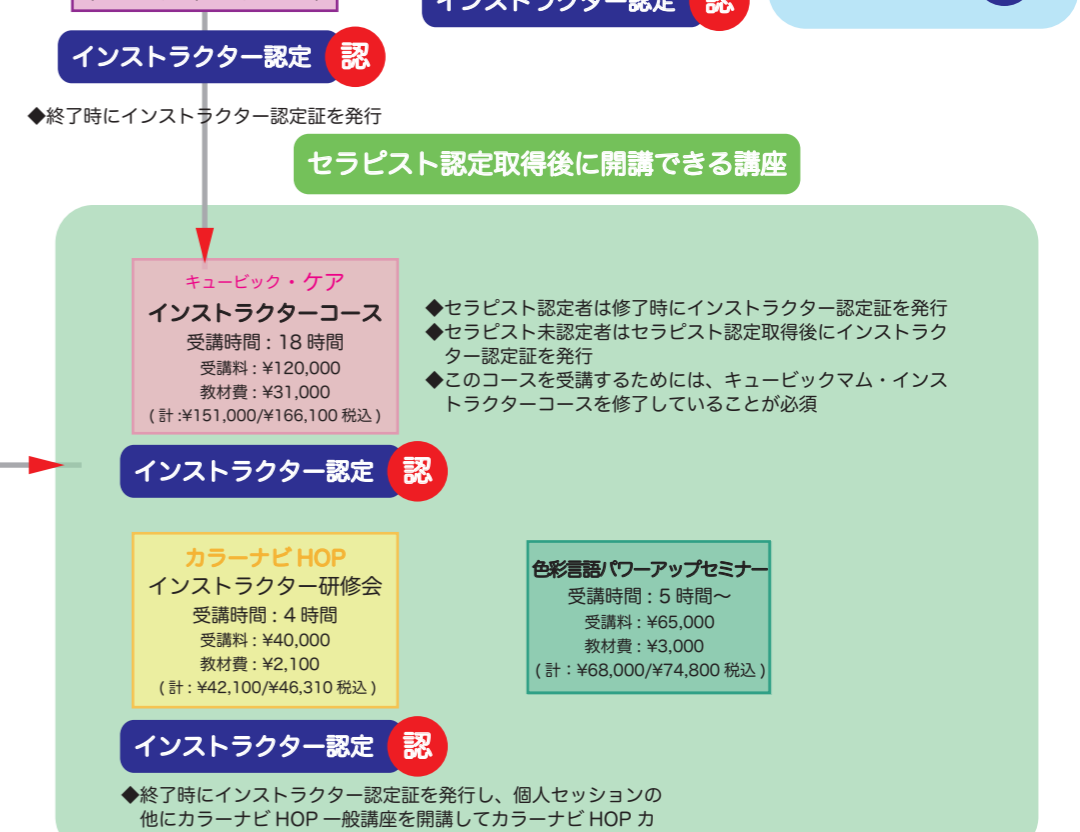 インストラクター認定 認
インストラクター認定 認
◆終了時にインストラクター認定証を発行
セラピスト認定取得後に開講できる講座
キュービック・ケア
インストラクターコース
受講時間 : 18 時間
受講料 : ¥120,000
教材費 : ¥31,000
( 計 :¥151,000/¥166,100 税込 )
◆セラピスト認定者は修了時にインストラクター認定証を発行
◆セラピスト未認定者はセラピスト認定取得後にインストラク
ター認定証を発行
◆このコースを受講するためには、キュービックマム・インス
トラクターコースを修了していることが必須
インストラクター認定 認
カラーナビ HOP
インストラクター研修会
受講時間 : 4 時間
受講料 : ¥40,000
教材費 : ¥2,100
( 計 : ¥42,100/¥46,310 税込 )
色彩言語パワーアップセミナー
受講時間 : 5 時間〜
受講料 : ¥65,000
教材費 : ¥3,000
( 計：¥68,000/¥74,800 税込 )
インストラクター認定 認
◆終了時にインストラクター認定証を発行し、個人セッションの
他にカラーナビ HOP 一般講座を開講してカラーナビ HOP カ